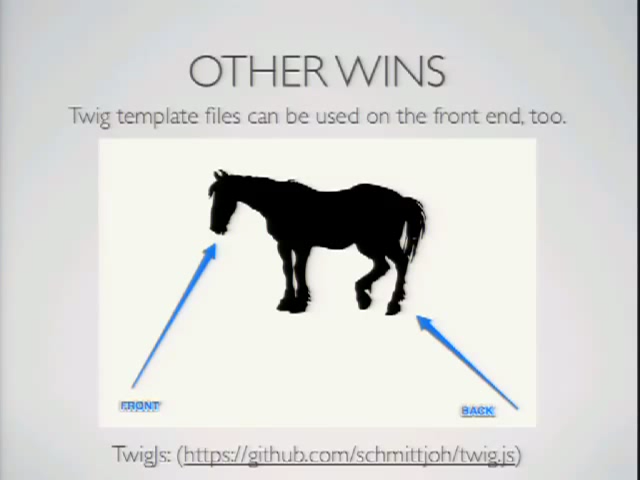 OTHER WINS
Twig template files can be used on the front end, too.
FRONT
BACK
TwigJs: (https://github.com/schmittjoh/twig.js)